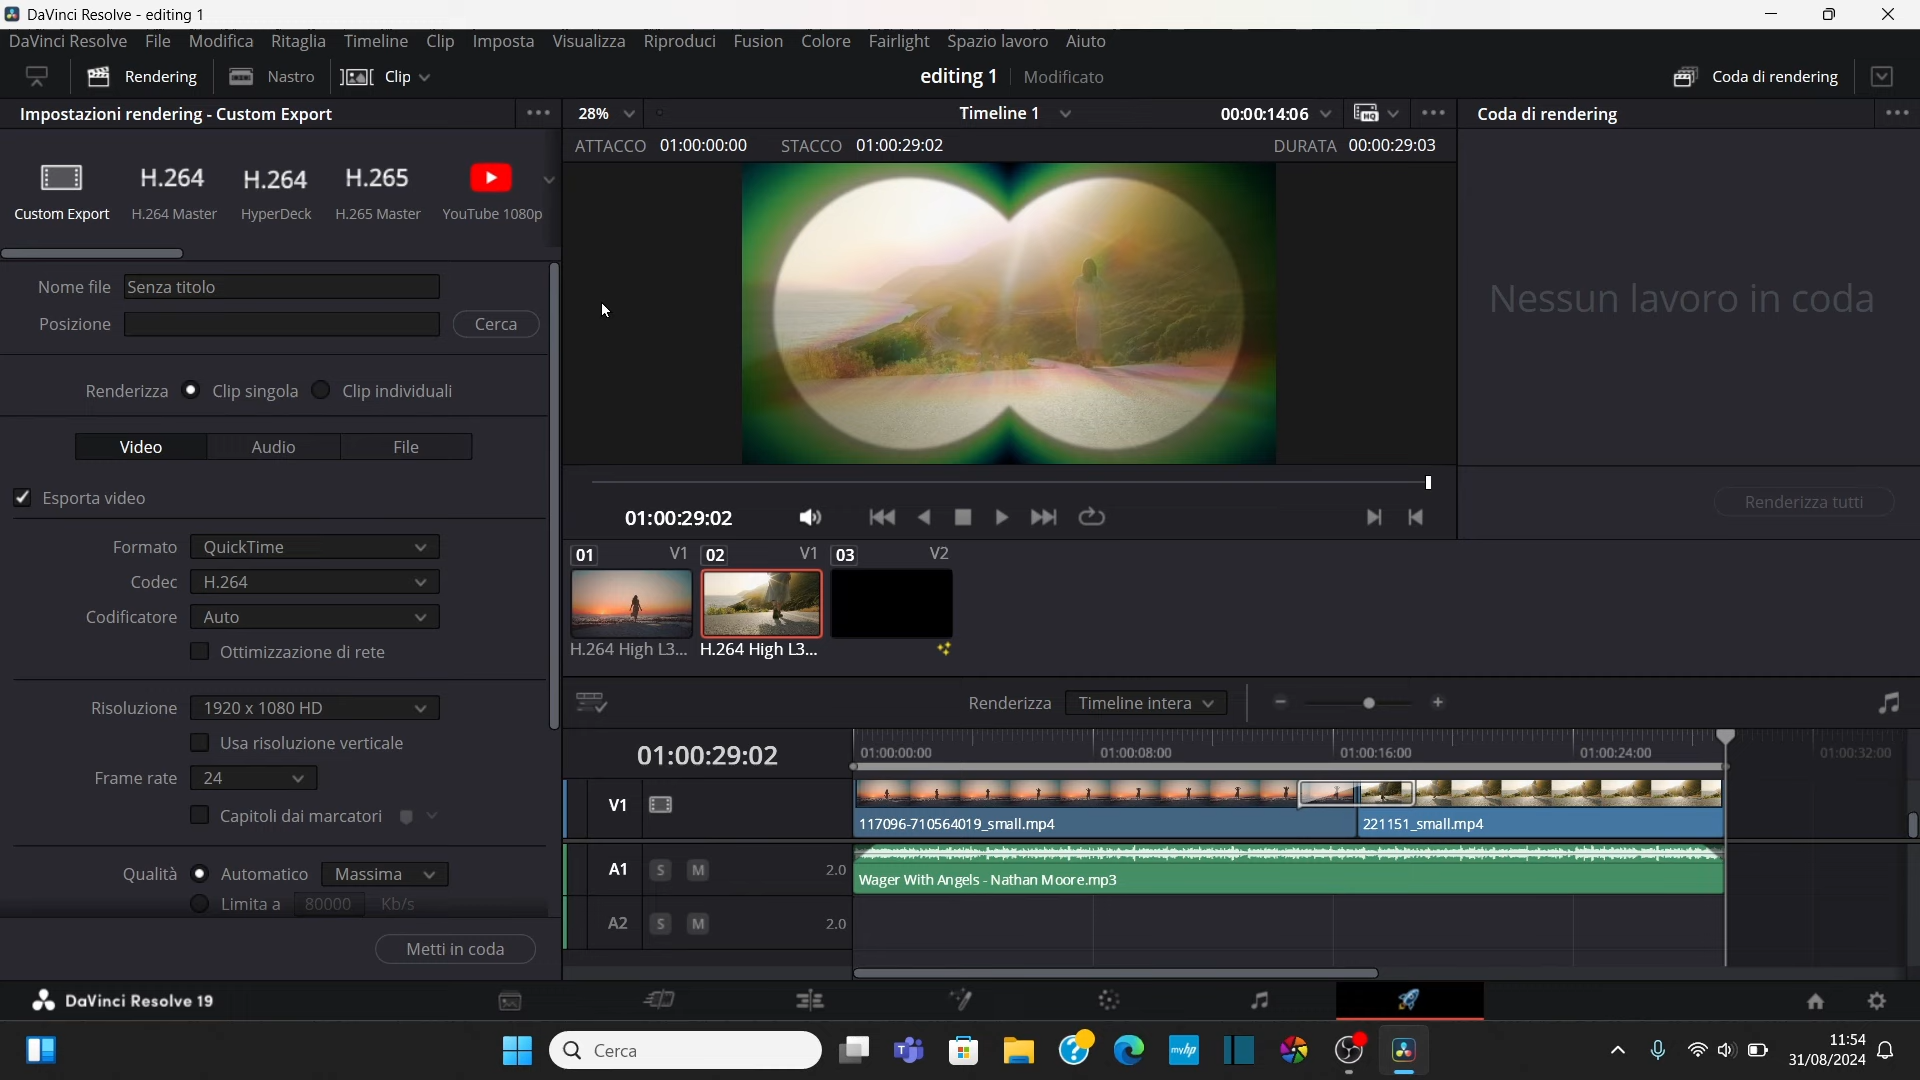 DaVinci Resolve - editing 1
DaVinci Resolve File Modifica Ritaglia Timeline Clip Imposta Visualizza Riproduci Fusion Colore Fairlight Spazio lavoro Aiuto
Rendering Nastro Clip editing 1 Modificato Coda di rendering
Impostazioni rendering - Custom Export 28% Timeline 1 00:00:14:06 HQ Coda di rendering
ATTACCO 01:00:00:00 STACCO 01:00:29:02 DURATA 00:00:29:03
H.264 H.264 H.265
Custom Export H.264 Master HyperDeck H.265 Master YouTube 1080p
Nome file Senza titolo
Posizione Cerca
Nessun lavoro in coda
Renderizza Clip singola Clip individuali
Video Audio File
Esporta video
Renderizza tutti
01:00:29:02
Formato QuickTime
Codec H.264
Codificatore Auto
Ottimizzazione di rete
01 V1 02 V1 03 V2
H.264 High L3... H.264 High L3...
Risoluzione 1920 x 1080 HD
Usa risoluzione verticale
Frame rate 24
Capitoli dai marcatori
Qualità Automatico Massima
Limita a 80000 Kb/s
Metti in coda
Renderizza Timeline intera
01:00:29:02 01:00:00:00 01:00:08:00 01:00:16:00 01:00:24:00 01:00:32:00
V1
117096-710564019_small.mp4 221151_small.mp4
A1 S M 2.0
Wager With Angels - Nathan Moore.mp3
A2 S M 2.0
DaVinci Resolve 19
Cerca
myhp
11:54
31/08/2024